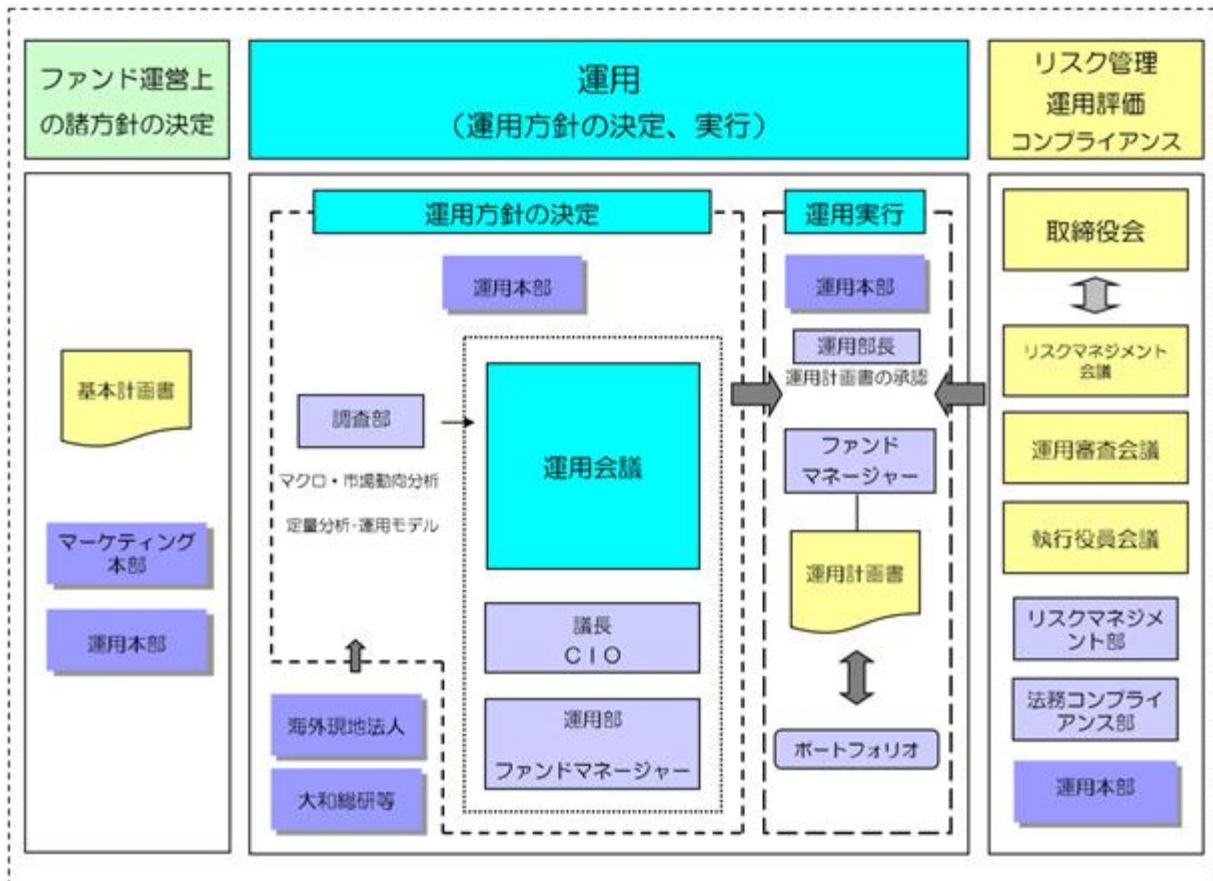 ファンド運営上
の諸方針の決定
運用
（運用方針の決定、実行）
リスク管理
運用評価
コンプライアンス
基本計画書
マーケティング
本部
運用本部
運用方針の決定
運用本部
調査部
マクロ・市場動向分析
定量分析・運用モデル
運用会議
議長
ＣＩＯ
運用部
ファンドマネージャー
海外現地法人
大和総研等
運用実行
運用本部
運用部長
運用計画書の承認
ファンド
マネージャー
運用計画書
ポートフォリオ
取締役会
リスクマネジメント
会議
運用審査会議
執行役員会議
リスクマネジメ
ント部
法務コンプライ
アンス部
運用本部